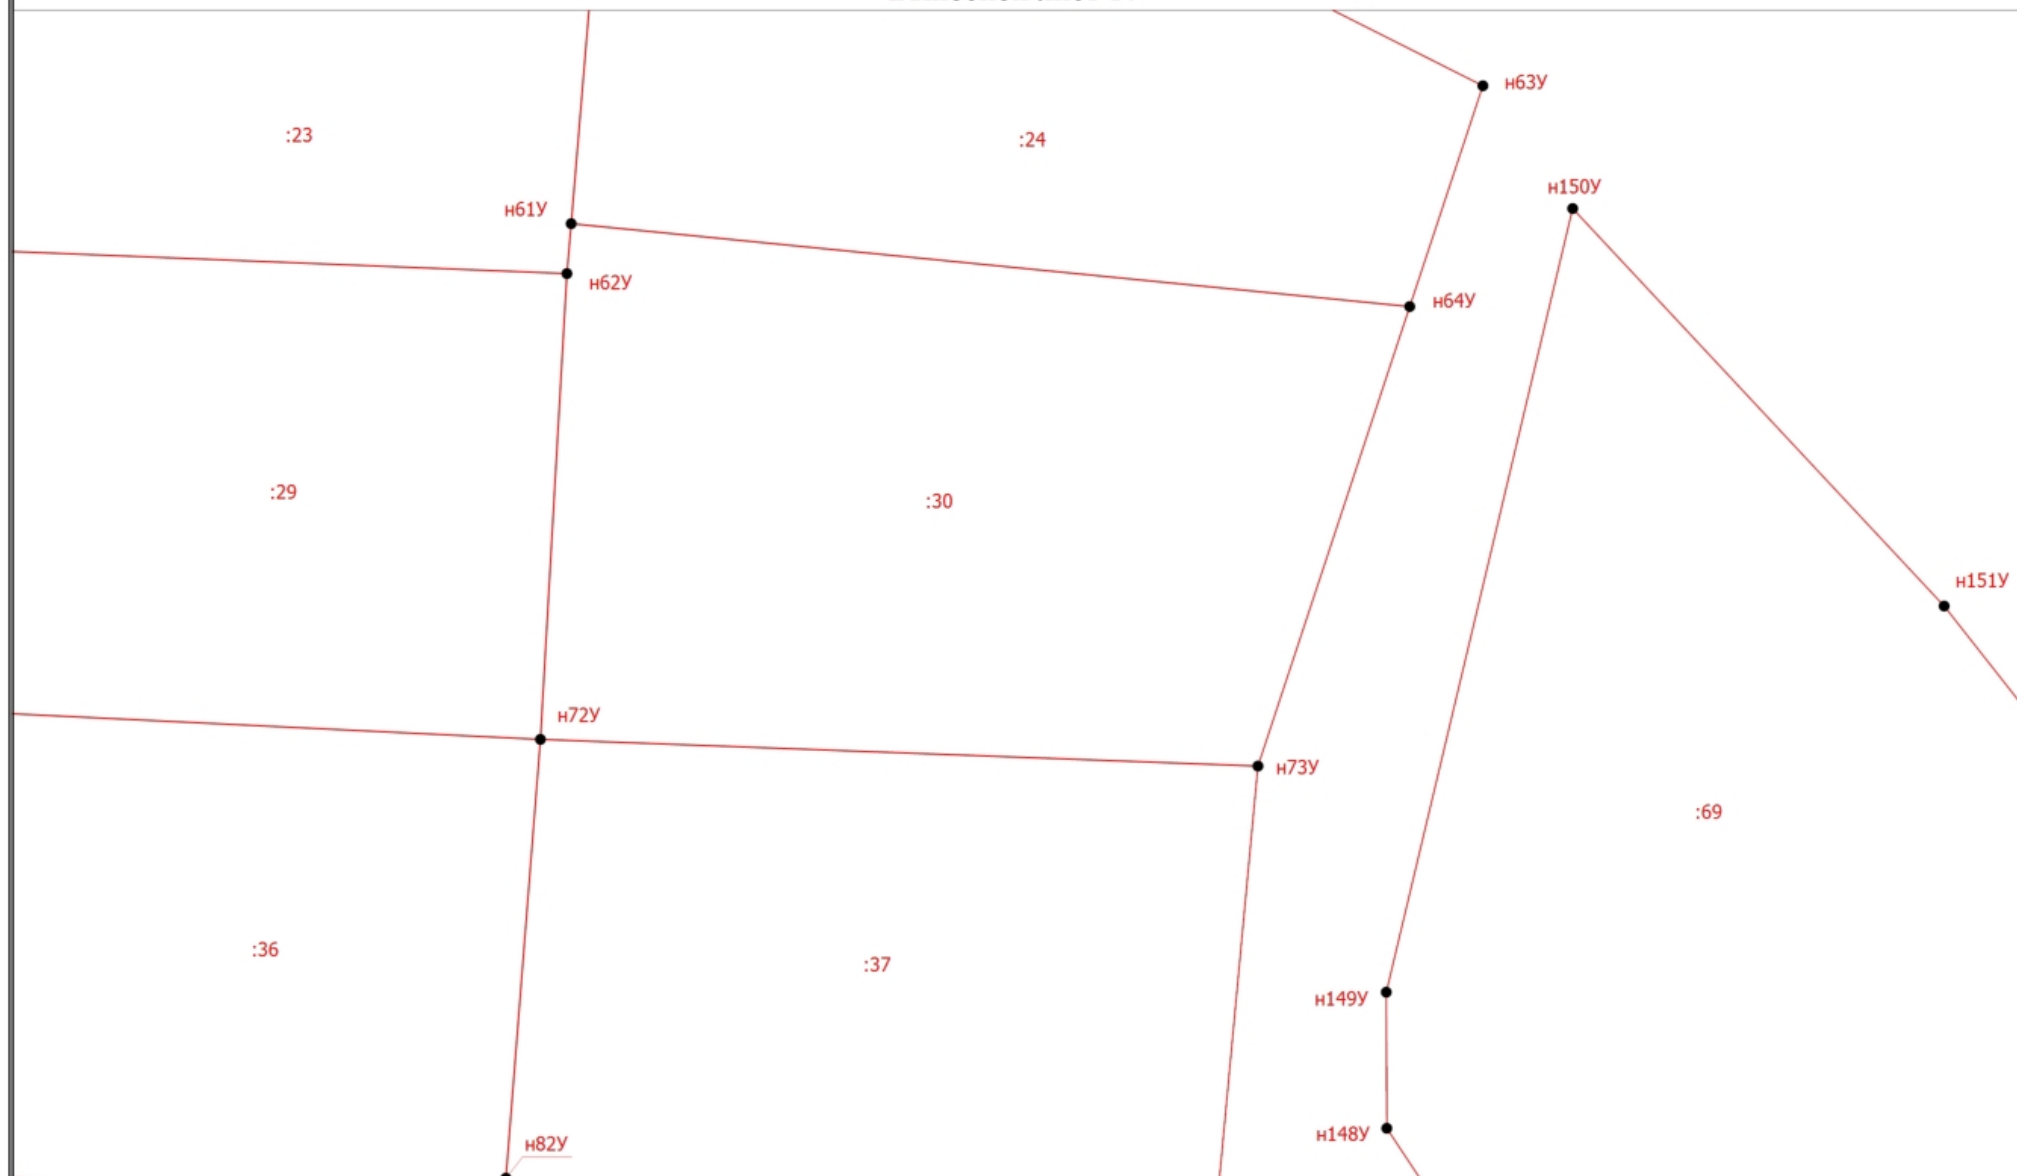 н63У
:23
:24
н150У
н61У
н62У
н64У
:29
:30
н151У
н72У
н73У
:69
:36
:37
н149У
н148У
н82У